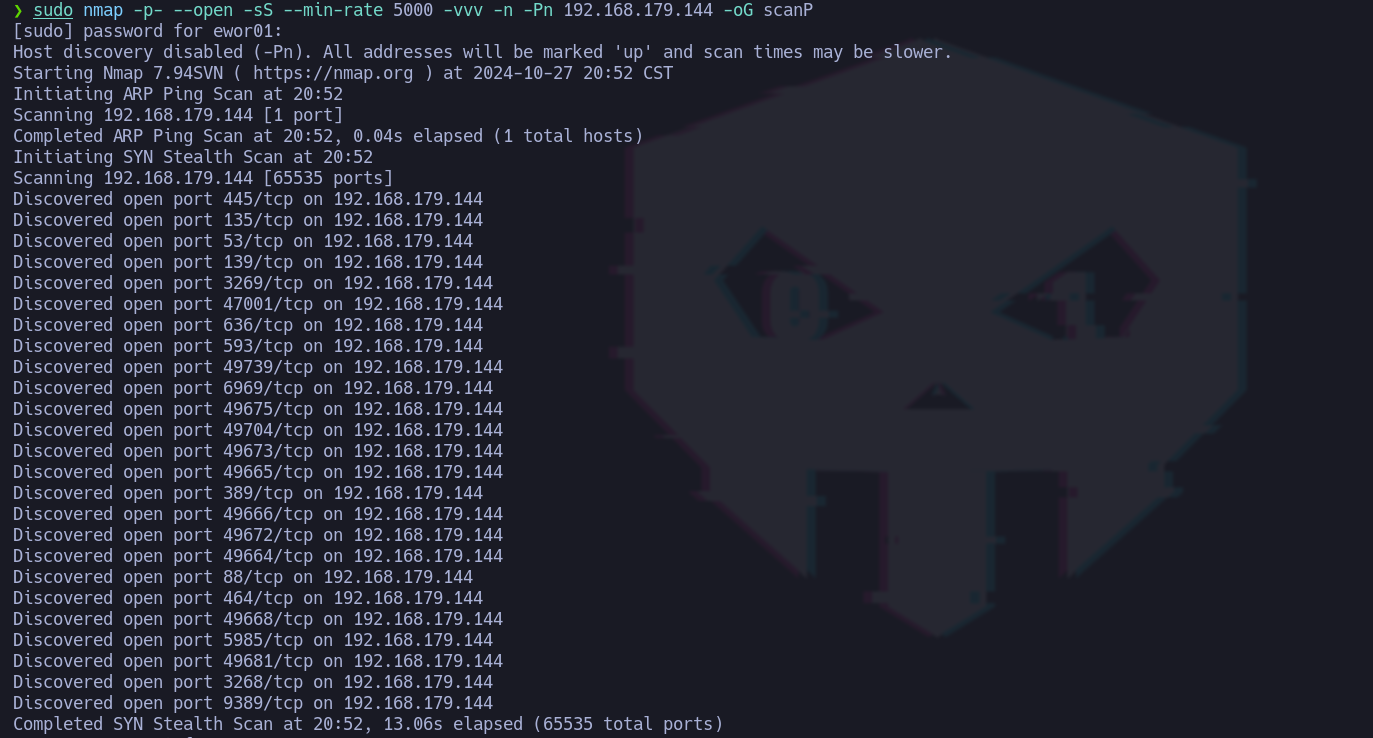 ❯ sudo nmap -p- --open -sS --min-rate 5000 -vvv -n -Pn 192.168.179.144 -oG scanP
[sudo] password for ewor01:
Host discovery disabled (-Pn). All addresses will be marked 'up' and scan times may be slower.
Starting Nmap 7.94SVN ( https://nmap.org ) at 2024-10-27 20:52 CST
Initiating ARP Ping Scan at 20:52
Scanning 192.168.179.144 [1 port]
Completed ARP Ping Scan at 20:52, 0.04s elapsed (1 total hosts)
Initiating SYN Stealth Scan at 20:52
Scanning 192.168.179.144 [65535 ports]
Discovered open port 445/tcp on 192.168.179.144
Discovered open port 135/tcp on 192.168.179.144
Discovered open port 53/tcp on 192.168.179.144
Discovered open port 139/tcp on 192.168.179.144
Discovered open port 3269/tcp on 192.168.179.144
Discovered open port 47001/tcp on 192.168.179.144
Discovered open port 636/tcp on 192.168.179.144
Discovered open port 593/tcp on 192.168.179.144
Discovered open port 49739/tcp on 192.168.179.144
Discovered open port 6969/tcp on 192.168.179.144
Discovered open port 49675/tcp on 192.168.179.144
Discovered open port 49704/tcp on 192.168.179.144
Discovered open port 49673/tcp on 192.168.179.144
Discovered open port 49665/tcp on 192.168.179.144
Discovered open port 389/tcp on 192.168.179.144
Discovered open port 49666/tcp on 192.168.179.144
Discovered open port 49672/tcp on 192.168.179.144
Discovered open port 49664/tcp on 192.168.179.144
Discovered open port 88/tcp on 192.168.179.144
Discovered open port 464/tcp on 192.168.179.144
Discovered open port 49668/tcp on 192.168.179.144
Discovered open port 5985/tcp on 192.168.179.144
Discovered open port 49681/tcp on 192.168.179.144
Discovered open port 3268/tcp on 192.168.179.144
Discovered open port 9389/tcp on 192.168.179.144
Completed SYN Stealth Scan at 20:52, 13.06s elapsed (65535 total ports)